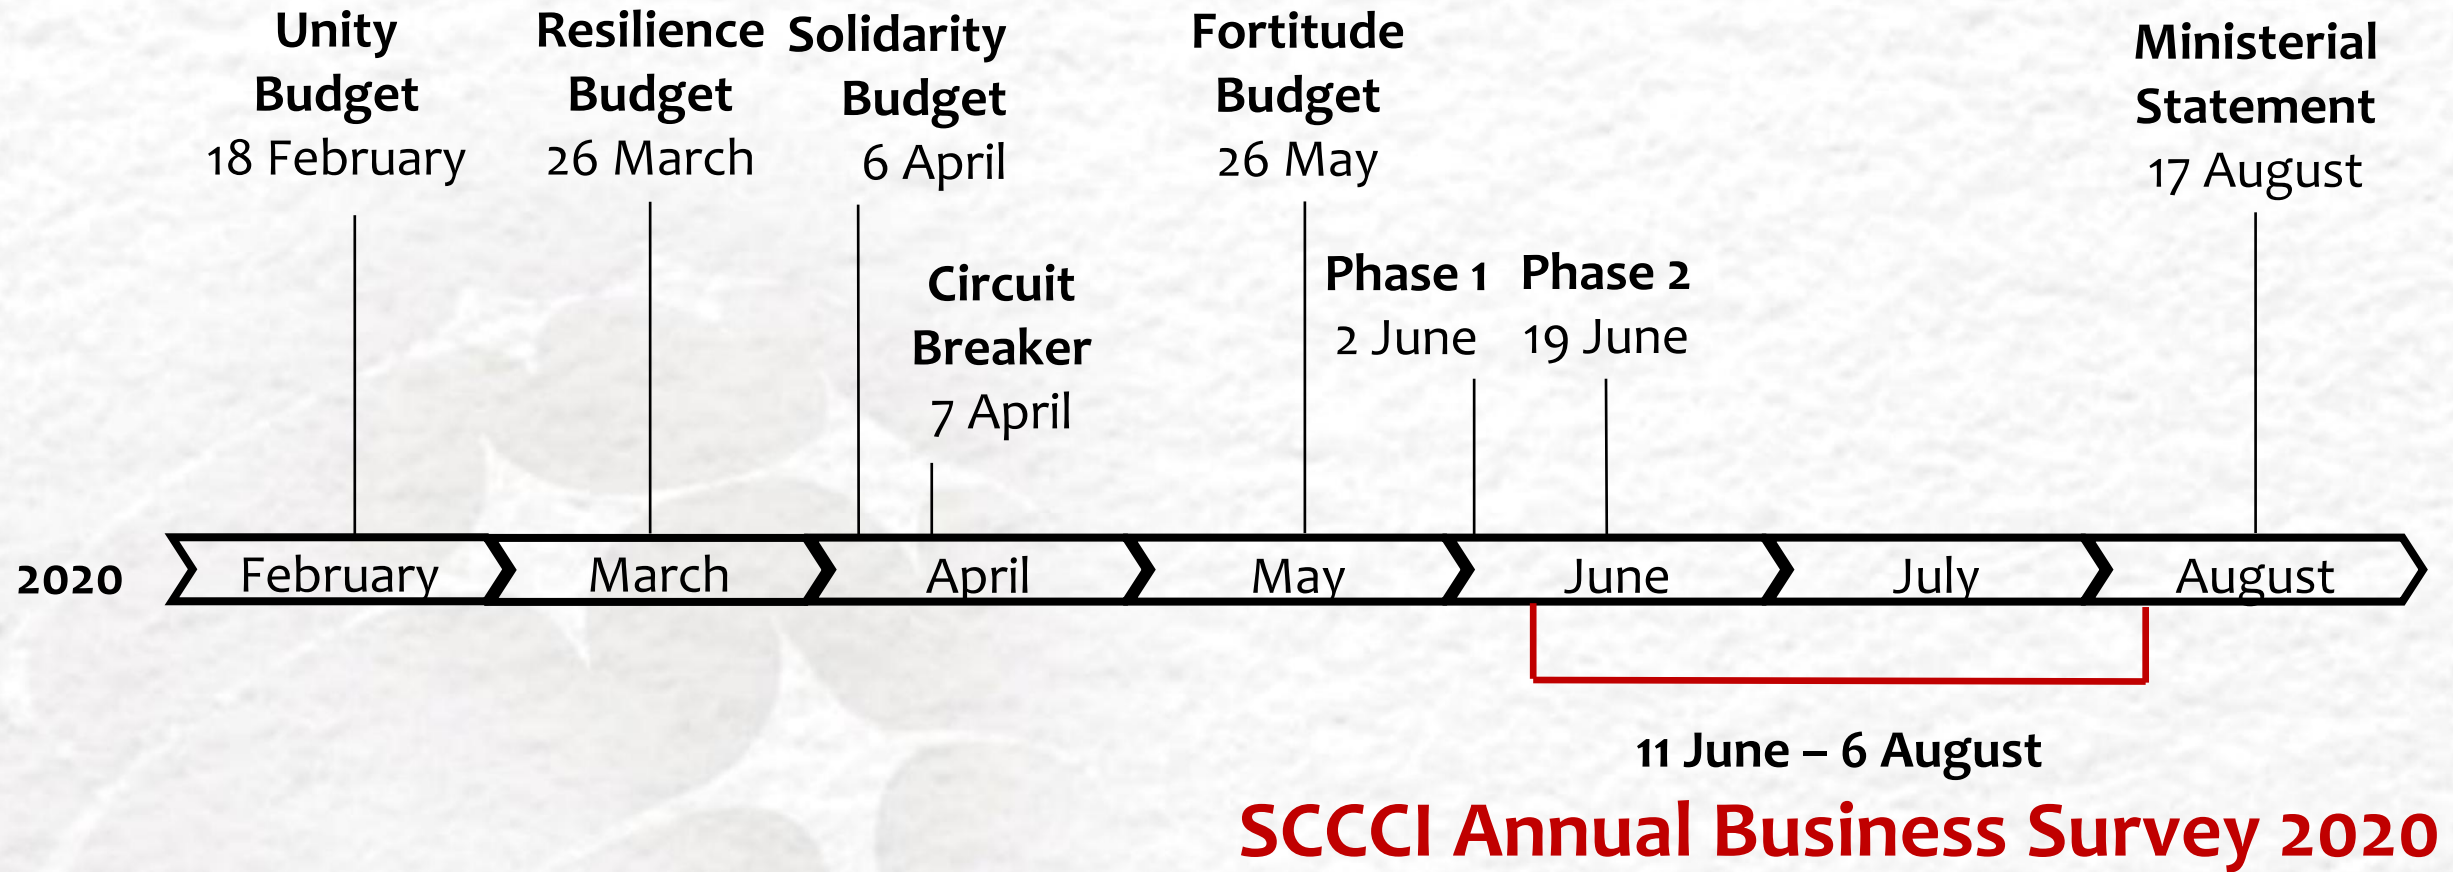 Unity
Budget
18 February
Resilience
Budget
26 March
Solidarity
Budget
6 April
Circuit
Breaker
7 April
Fortitude
Budget
26 May
Phase 1
2 June
Phase 2
19 June
Ministerial
Statement
17 August
2020
February
March
April
May
June
July
August
11 June – 6 August
SCCCI Annual Business Survey 2020